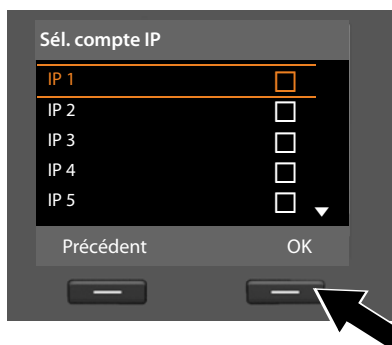 Sél. compte IP
IP 1
IP 2
IP 3
IP 4
IP 5
Précédent OK